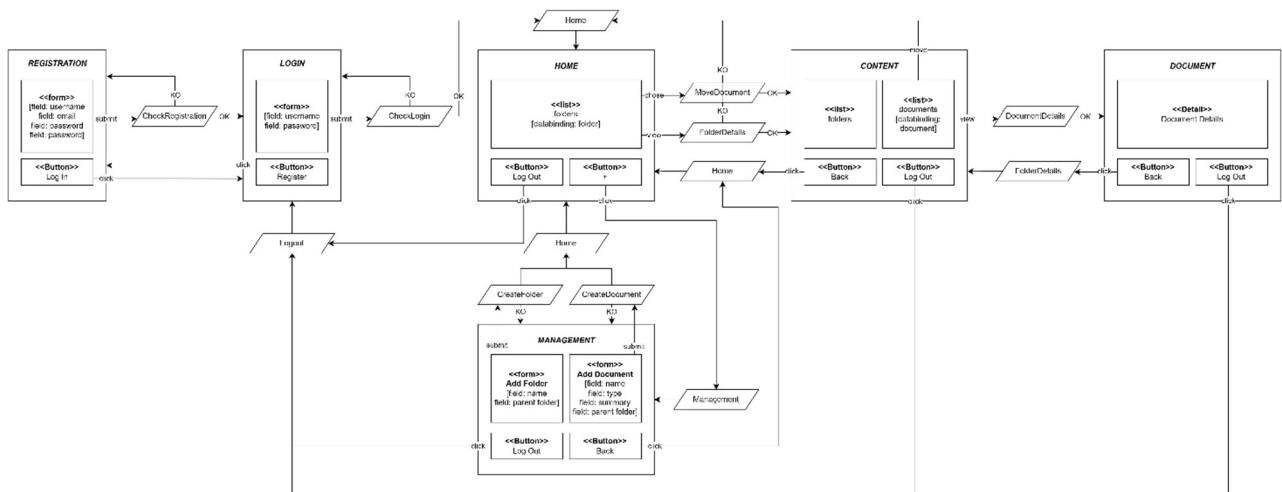 Home
REGISTRATION
<<form>>
[field: username
field: email
field: password
field: password]
<<Button>>
Log In
submit
click
KO
CheckRegistration
OK
LOGIN
<<form>>
[field: username
field: password]
<<Button>>
Register
click
submit
KO
CheckLogin
OK
HOME
<<list>>
folders
[databinding: folder]
<<Button>>
Log Out
<<Button>>
+
click
click
chose
view
KO
MoveDocument
OK
KO
FolderDetails
OK
Home
click
move
CONTENT
<<list>>
folders
<<list>>
documents
[databinding:
document]
<<Button>>
Back
<<Button>>
Log Out
click
view
DocumentDetails
OK
FolderDetails
click
DOCUMENT
<<Detail>>
Document Details
<<Button>>
Back
<<Button>>
Log Out
click
Logout
Home
CreateFolder
CreateDocument
KO
KO
submit
submit
MANAGEMENT
<<form>>
Add Folder
[field: name
field: parent folder]
<<form>>
Add Document
[field: name
field: type
field: summary
field: parent folder]
Management
<<Button>>
Log Out
<<Button>>
Back
click
click